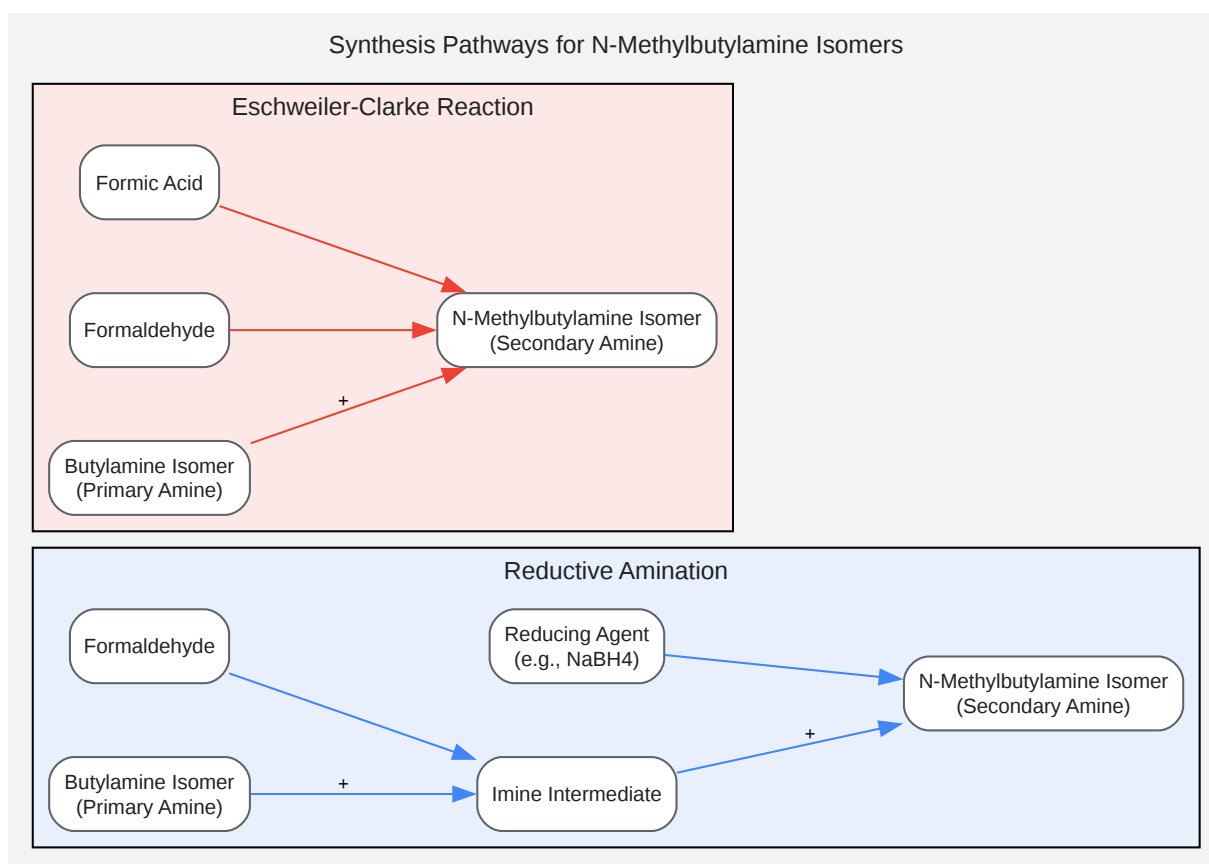 Synthesis Pathways for N-Methylbutylamine Isomers
Eschweiler-Clarke Reaction
Formic Acid
Formaldehyde
N-Methylbutylamine Isomer
(Secondary Amine)
+
Butylamine Isomer
(Primary Amine)
Reductive Amination
Formaldehyde
Reducing Agent
(e.g., NaBH4)
N-Methylbutylamine Isomer
(Secondary Amine)
+
Butylamine Isomer
(Primary Amine)
+
Imine Intermediate